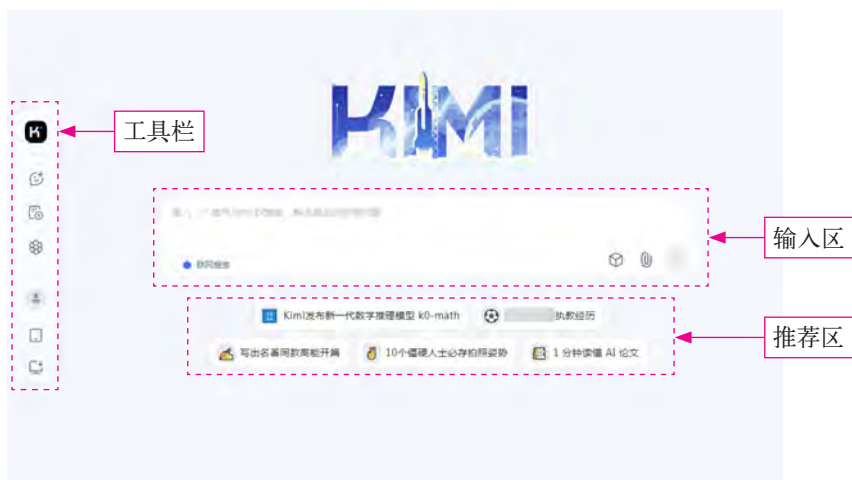 KIMI
K
工具栏
输入区
联网搜索
Kimi发布新一代数学推理模型 k0-math
执教经历
推荐区
写出名著同款高能开篇
10个僵硬人士必存拍照姿势
1 分钟读懂 AI 论文